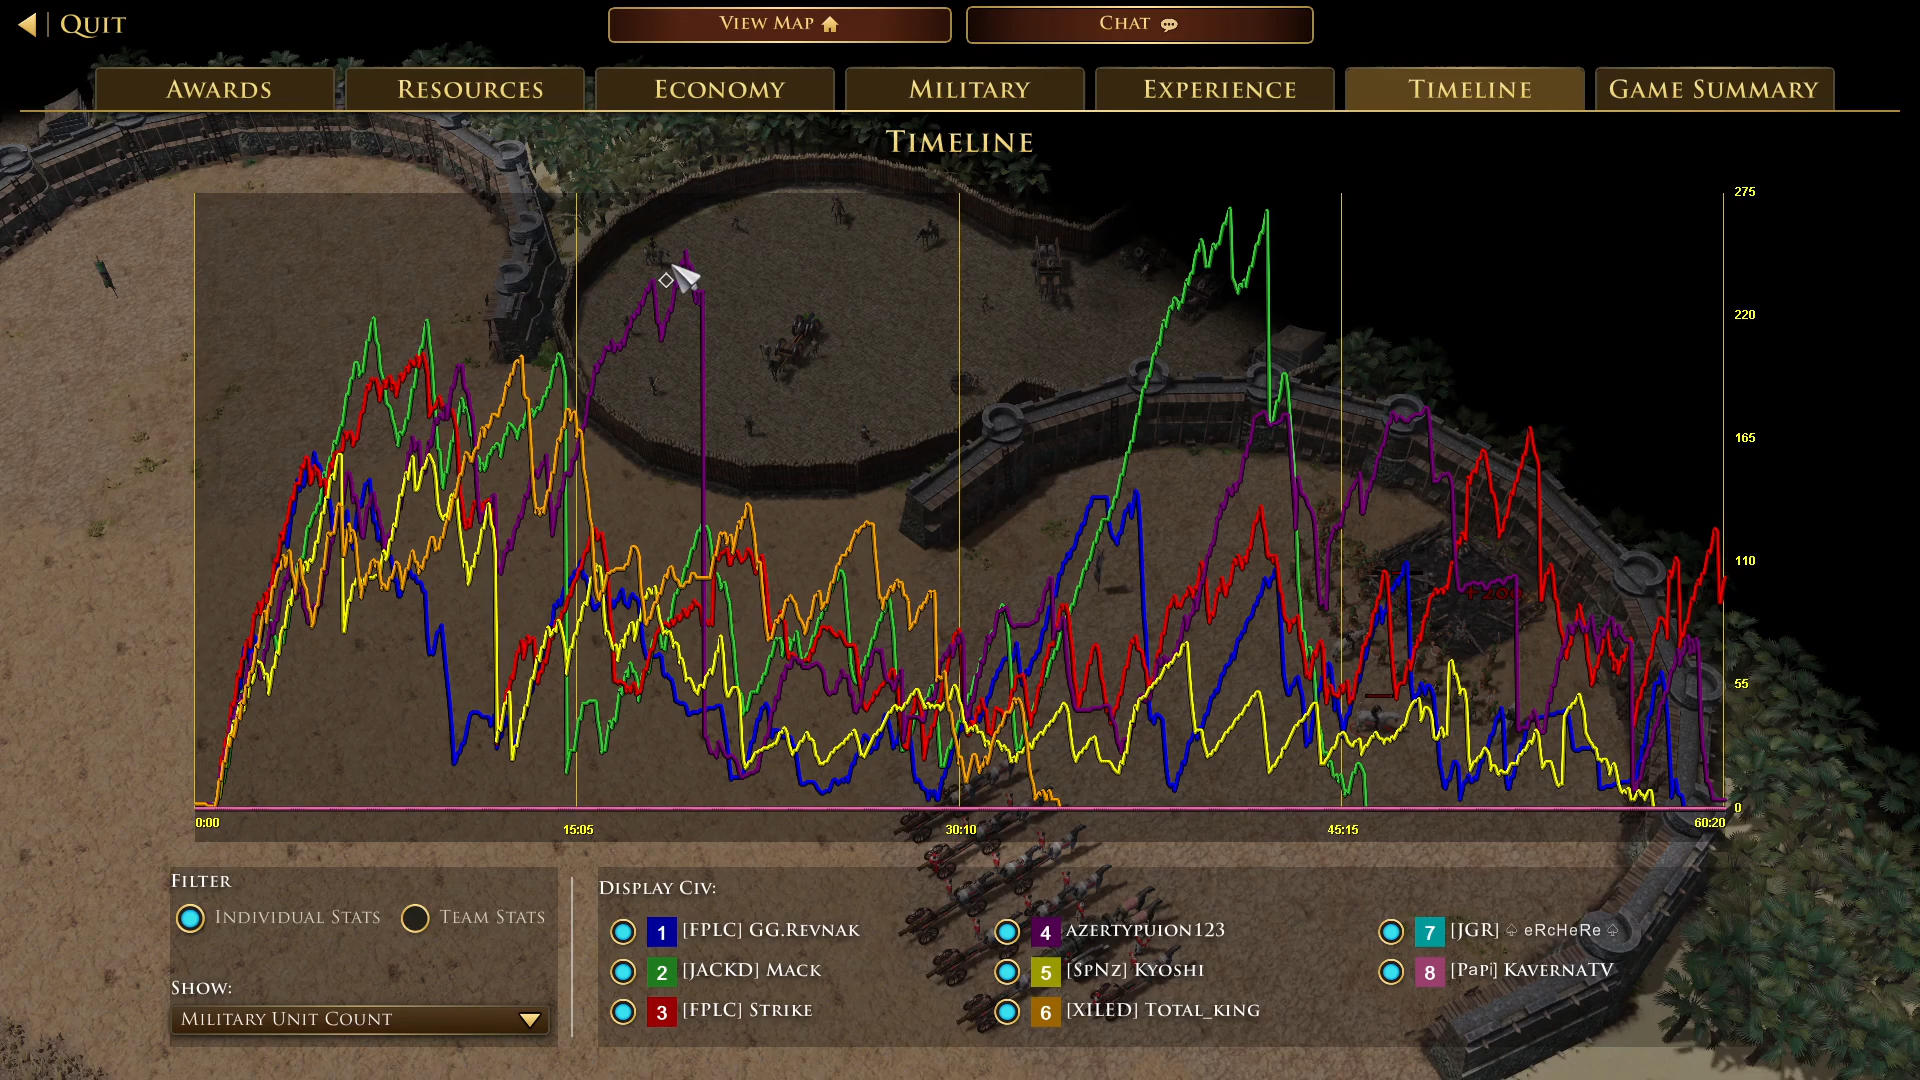 QUIT
VIEW MAP
CHAT
AWARDS
RESOURCES
ECONOMY
MILITARY
EXPERIENCE
TIMELINE
GAME SUMMARY
TIMELINE
275
220
165
110
55
0
0:00
15:05
30:10
45:15
60:20
+200
FILTER
INDIVIDUAL STATS
TEAM STATS
SHOW:
MILITARY UNIT COUNT
DISPLAY CIV:
1 [FPLC] GG.REVNAK
2 [JACKD] MACK
3 [FPLC] STRIKE
4 AZERTYPUION123
5 [SPNZ] KYOSHI
6 [XILED] TOTAL_KING
7 [JGR] ♤ eRcHeRe ♤
8 [Papi] KAVERNATV